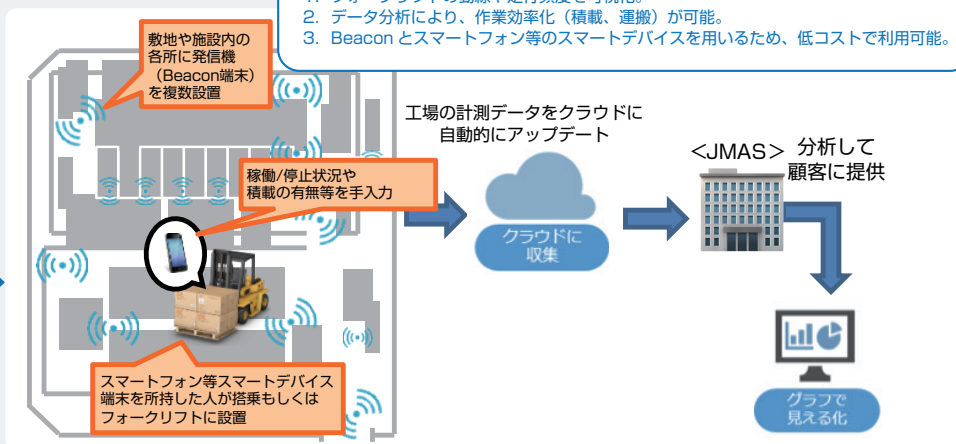 2. データ分析により、作業効率化（積載、運搬）が可能。
3. Beacon とスマートフォン等のスマートデバイスを用いるため、低コストで利用可能。
敷地や施設内の
各所に発信機
（Beacon端末）
を複数設置
稼働/停止状況や
積載の有無等を手入力
スマートフォン等スマートデバイス
端末を所持した人が搭乗もしくは
フォークリフトに設置
工場の計測データをクラウドに
自動的にアップデート
クラウドに
収集
＜JMAS＞
分析して
顧客に提供
グラフで
見える化